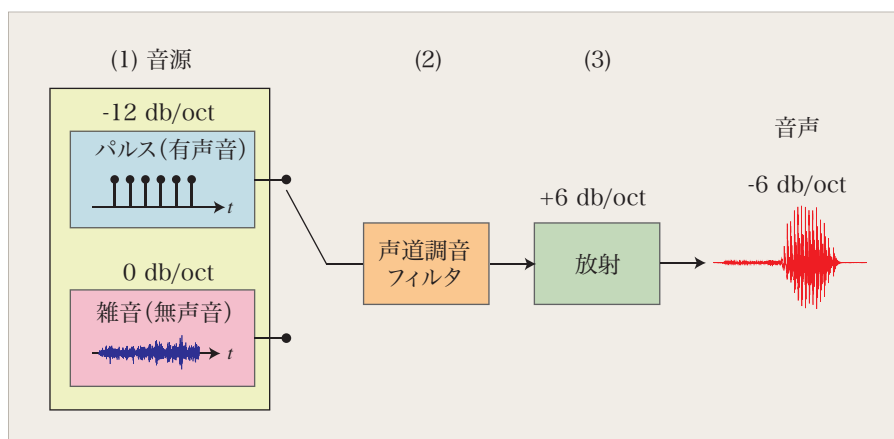 (1) 音源
(2)
(3)
-12 db/oct
パルス(有声音)
t
0 db/oct
雑音(無声音)
t
声道調音
フィルタ
+6 db/oct
放射
音声
-6 db/oct